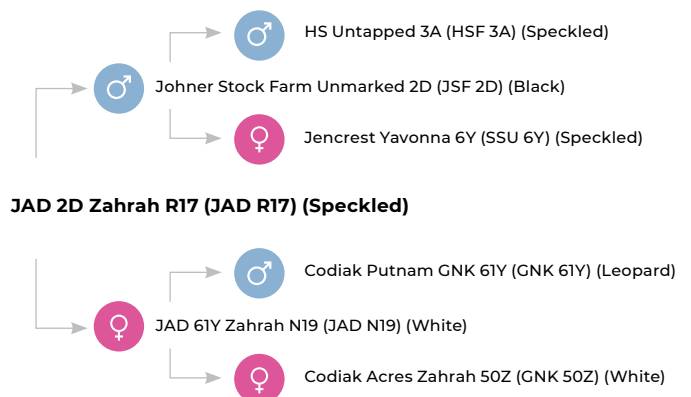 HS Untapped 3A (HSF 3A) (Speckled)
Johner Stock Farm Unmarked 2D (JSF 2D) (Black)
Jencrest Yavonna 6Y (SSU 6Y) (Speckled)
JAD 2D Zahrah R17 (JAD R17) (Speckled)
Codiak Putnam GNK 61Y (GNK 61Y) (Leopard)
JAD 61Y Zahrah N19 (JAD N19) (White)
Codiak Acres Zahrah 50Z (GNK 50Z) (White)